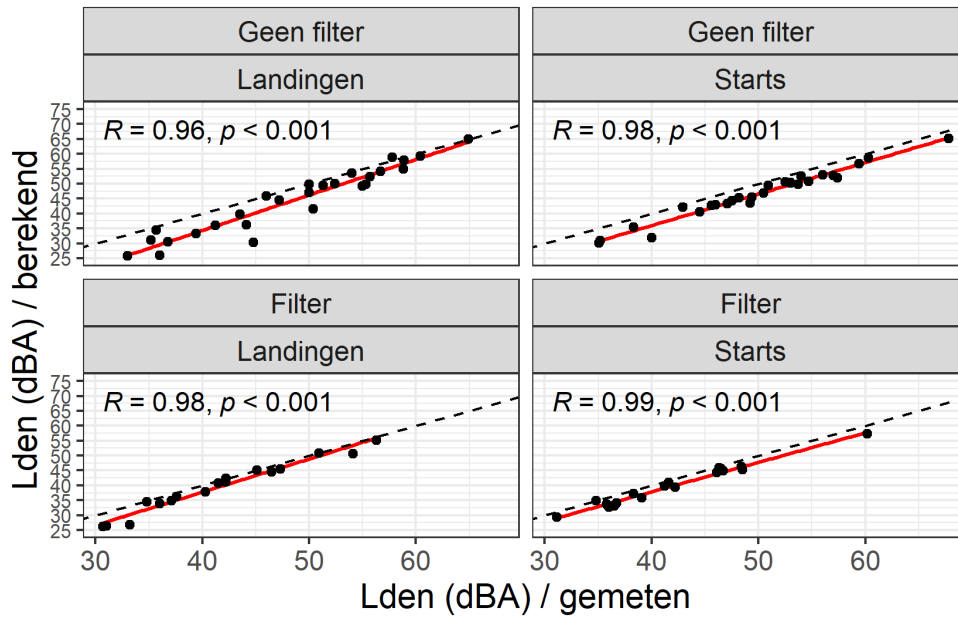 Geen filter
Landingen
R = 0.96, p < 0.001
Geen filter
Starts
R = 0.98, p < 0.001
Filter
Landingen
R = 0.98, p < 0.001
Filter
Starts
R = 0.99, p < 0.001
75
70
65
60
55
50
45
40
35
30
25
75
70
65
60
55
50
45
40
35
30
25
30 40 50 60
30 40 50 60
Lden (dBA) / berekend
Lden (dBA) / gemeten